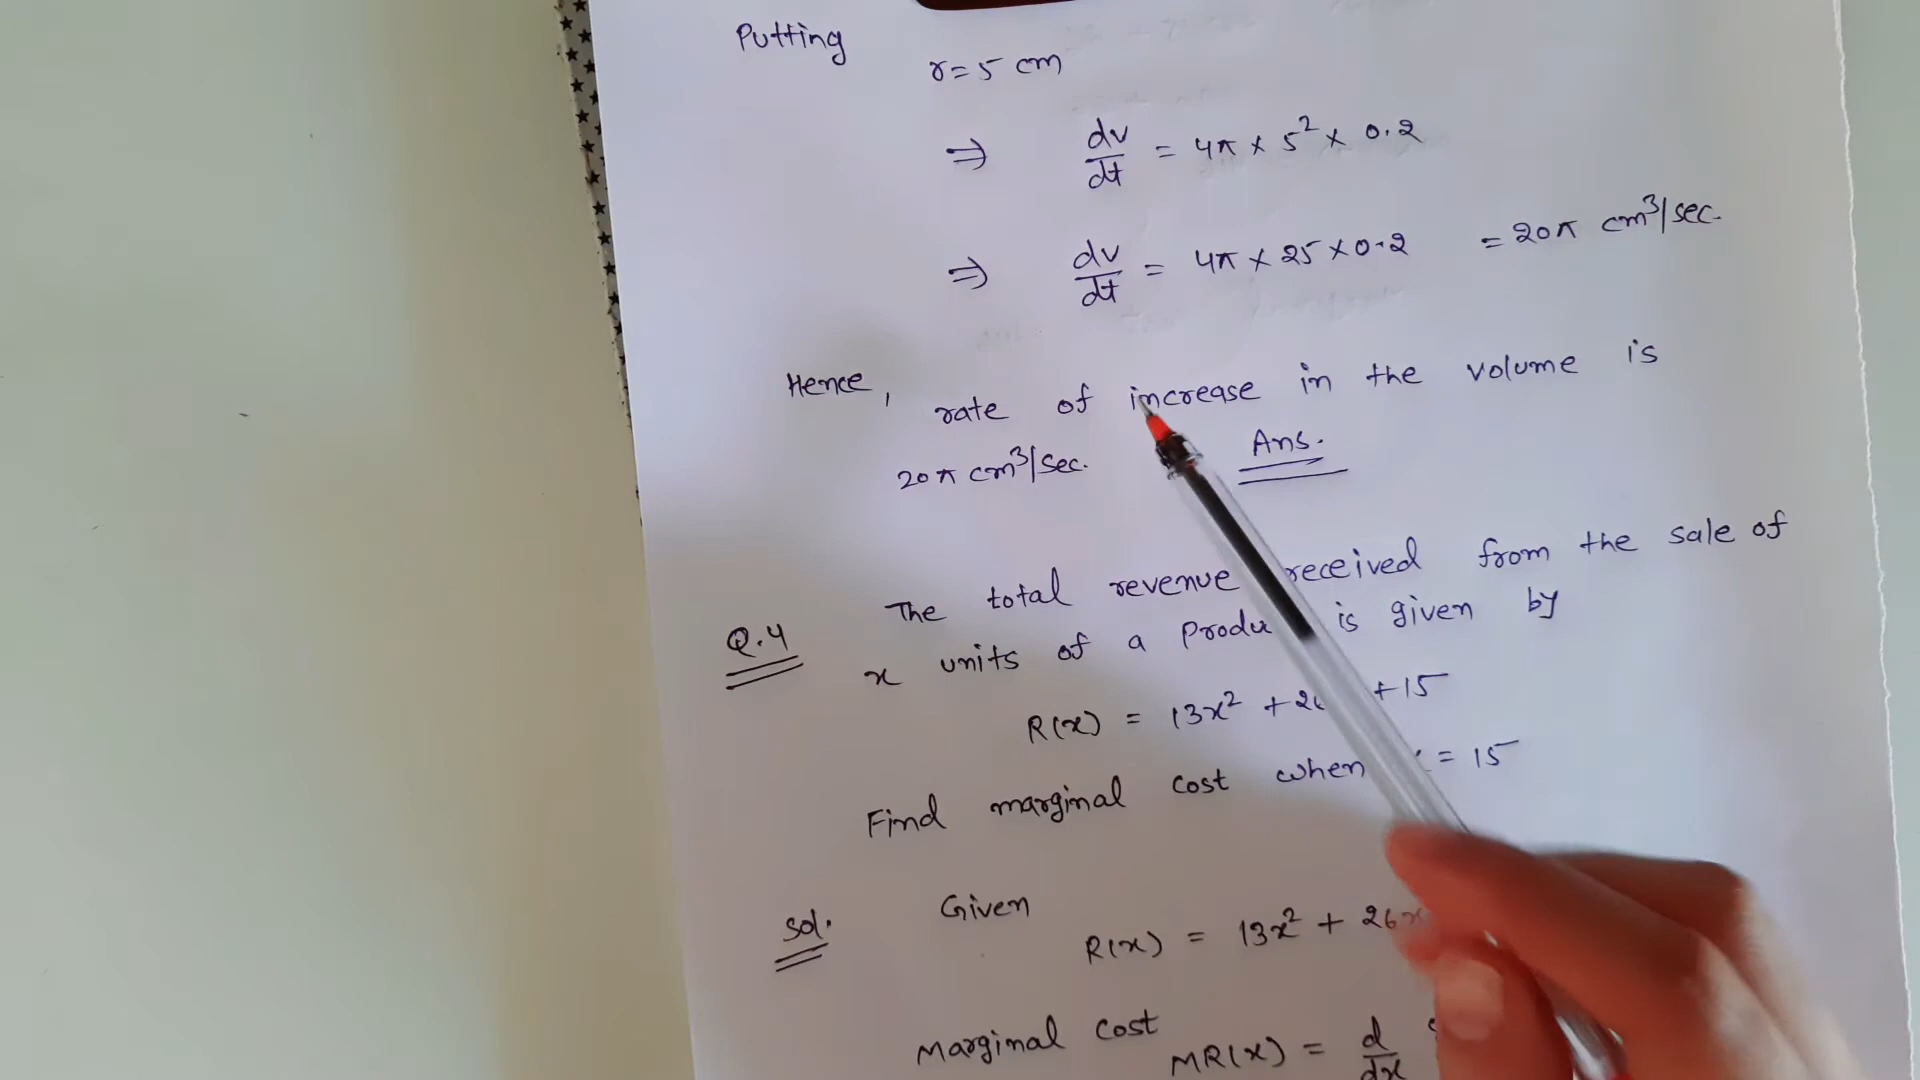 Putting
r = 5 cm
⇒ dv/dt = 4π × 5² × 0.2
⇒ dv/dt = 4π × 25 × 0.2 = 20π cm³/sec.
Hence, rate of increase in the volume is
20π cm³/sec. Ans.
Q.4 The total revenue received from the sale of
x units of a is given by
R(x) = 13x² + +15
Find marginal cost when = 15
Sol. Given
R(x) = 13x² + 26x
Marginal cost
MR(x) = d/dx